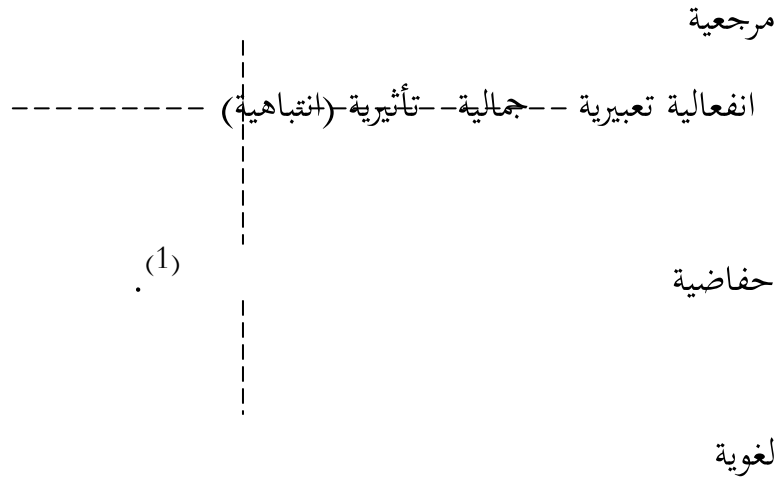 مرجعية
انفعالية تعبيرية -- جمالية -- تأثيرية - (انتباهية) ---------
حفاضية (1).
لغوية